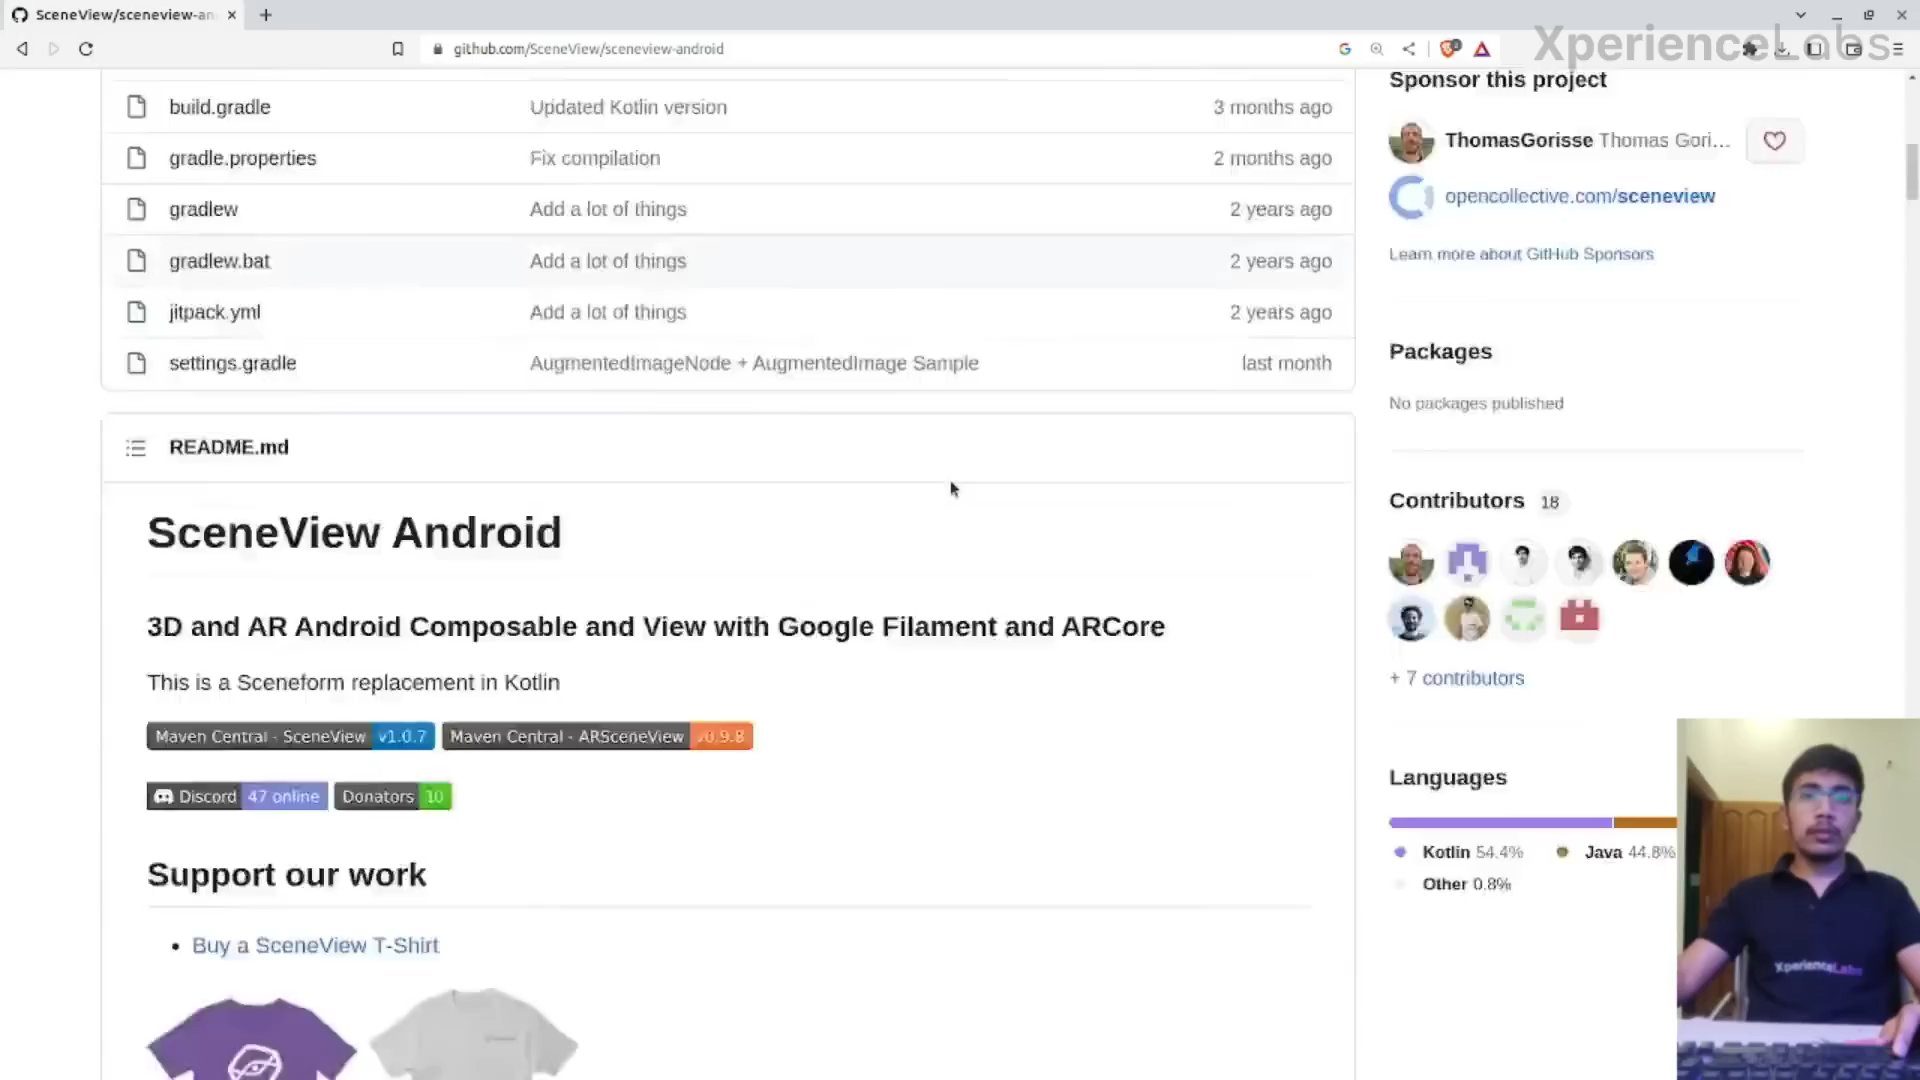 SceneView/sceneview-an
github.com/SceneView/sceneview-android
XperienceLabs
build.gradle Updated Kotlin version 3 months ago
gradle.properties Fix compilation 2 months ago
gradlew Add a lot of things 2 years ago
gradlew.bat Add a lot of things 2 years ago
jitpack.yml Add a lot of things 2 years ago
settings.gradle AugmentedImageNode + AugmentedImage Sample last month
README.md
SceneView Android
3D and AR Android Composable and View with Google Filament and ARCore
This is a Sceneform replacement in Kotlin
Maven Central - SceneView v1.0.7 Maven Central - ARSceneView v0.9.8
Discord 47 online Donators 10
Support our work
• Buy a SceneView T-Shirt
Sponsor this project
ThomasGorisse Thomas Gori...
opencollective.com/sceneview
Learn more about GitHub Sponsors
Packages
No packages published
Contributors 18
+ 7 contributors
Languages
Kotlin 54.4% Java 44.8%
Other 0.8%
XperienceLabs